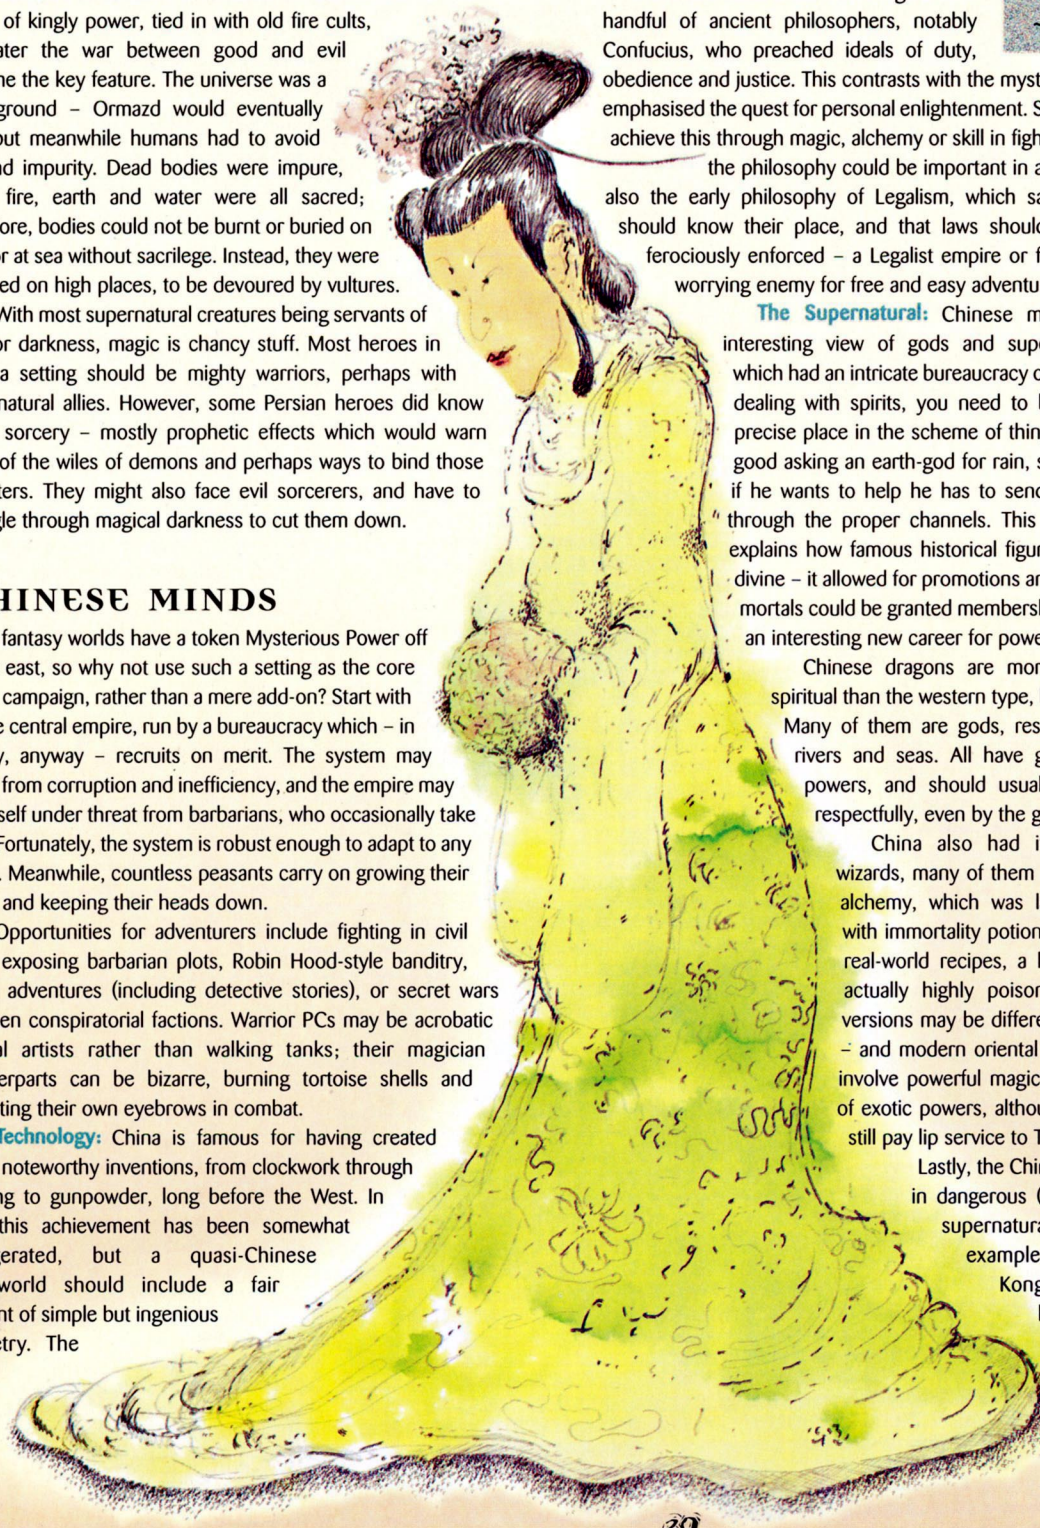 of kingly power, tied in with old fire cults,
ater the war between good and evil
ne the key feature. The universe was a
ground – Ormazd would eventually
out meanwhile humans had to avoid
nd impurity. Dead bodies were impure,
fire, earth and water were all sacred;
ore, bodies could not be burnt or buried on
or at sea without sacrilege. Instead, they were
ed on high places, to be devoured by vultures.
With most supernatural creatures being servants of
or darkness, magic is chancy stuff. Most heroes in
a setting should be mighty warriors, perhaps with
natural allies. However, some Persian heroes did know
sorcery – mostly prophetic effects which would warn
of the wiles of demons and perhaps ways to bind those
ters. They might also face evil sorcerers, and have to
gle through magical darkness to cut them down.
HINESE MINDS
fantasy worlds have a token Mysterious Power off
east, so why not use such a setting as the core
campaign, rather than a mere add-on? Start with
e central empire, run by a bureaucracy which – in
y, anyway – recruits on merit. The system may
from corruption and inefficiency, and the empire may
self under threat from barbarians, who occasionally take
Fortunately, the system is robust enough to adapt to any
. Meanwhile, countless peasants carry on growing their
and keeping their heads down.
Opportunities for adventurers include fighting in civil
exposing barbarian plots, Robin Hood-style banditry,
adventures (including detective stories), or secret wars
en conspiratorial factions. Warrior PCs may be acrobatic
al artists rather than walking tanks; their magician
erparts can be bizarre, burning tortoise shells and
ting their own eyebrows in combat.
Technology: China is famous for having created
noteworthy inventions, from clockwork through
ng to gunpowder, long before the West. In
this achievement has been somewhat
gerated, but a quasi-Chinese
world should include a fair
nt of simple but ingenious
etry. The
handful of ancient philosophers, notably
Confucius, who preached ideals of duty,
obedience and justice. This contrasts with the myst
emphasised the quest for personal enlightenment. S
achieve this through magic, alchemy or skill in figh
the philosophy could be important in a
also the early philosophy of Legalism, which sa
should know their place, and that laws should
ferociously enforced – a Legalist empire or f
worrying enemy for free and easy adventu
The Supernatural: Chinese m
interesting view of gods and supe
which had an intricate bureaucracy o
dealing with spirits, you need to
precise place in the scheme of thin
good asking an earth-god for rain, s
if he wants to help he has to send
through the proper channels. This
explains how famous historical figur
divine – it allowed for promotions an
mortals could be granted membersh
an interesting new career for powe
Chinese dragons are mor
spiritual than the western type,
Many of them are gods, res
rivers and seas. All have g
powers, and should usual
respectfully, even by the g
China also had i
wizards, many of them
alchemy, which was l
with immortality potion
real-world recipes, a
actually highly poison
versions may be differe
– and modern oriental
involve powerful magic
of exotic powers, althou
still pay lip service to T
Lastly, the Chin
in dangerous (
supernatura
example
Kong
39